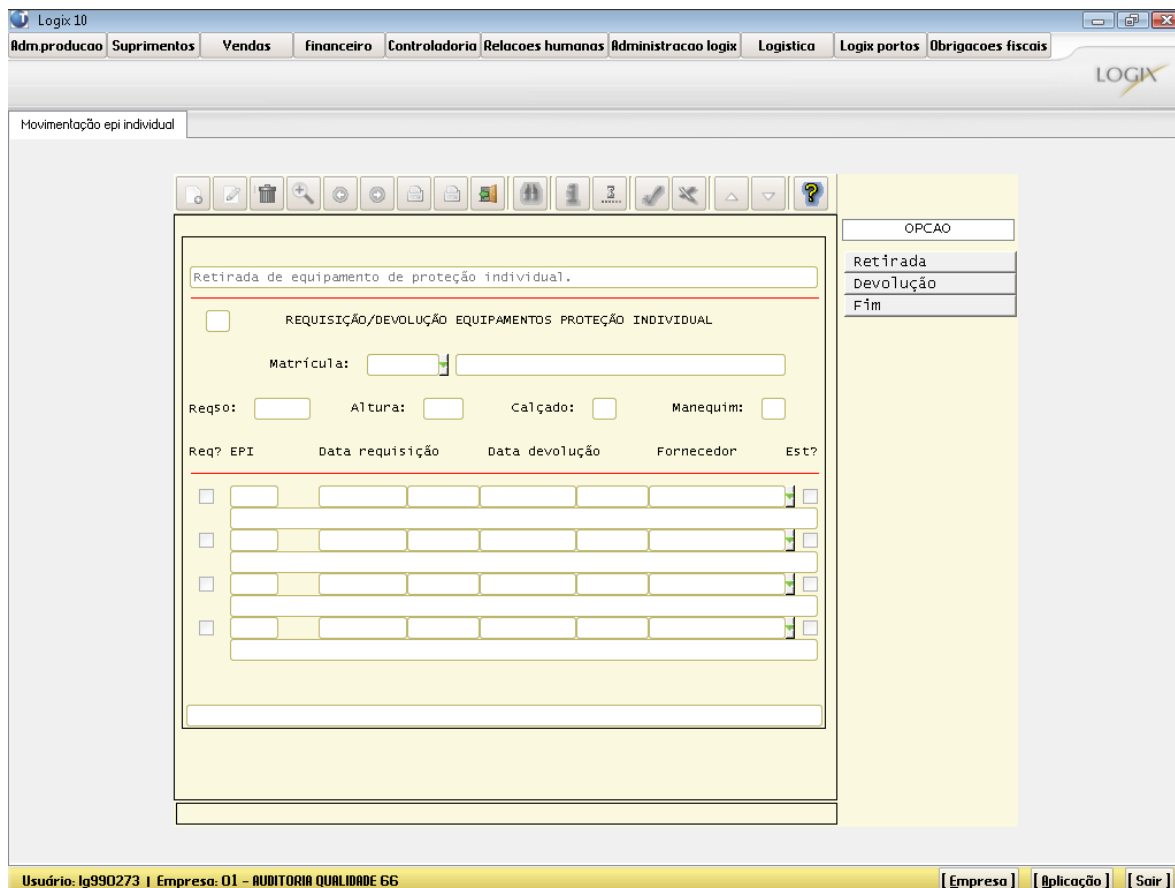 Logix 10
Adm.producao Suprimentos Vendas Financeiro Controladoria Relacoes humanas Administracao logix Logistica Logix portos Obrigacoes fiscais
LOGIX
Movimentação epi individual
OPCAO
Retirada
Devolução
Fim
Retirada de equipamento de proteção individual.
REQUISIÇÃO/DEVOLUÇÃO EQUIPAMENTOS PROTEÇÃO INDIVIDUAL
Matrícula:
Reqso: Altura: Calçado: Manequim:
Req? EPI Data requisição Data devolução Fornecedor Est?
Usuário: lg990273 | Empresa: 01 - AUDITORIA QUALIDADE 66 [ Empresa ] [ Aplicação ] [ Sair ]